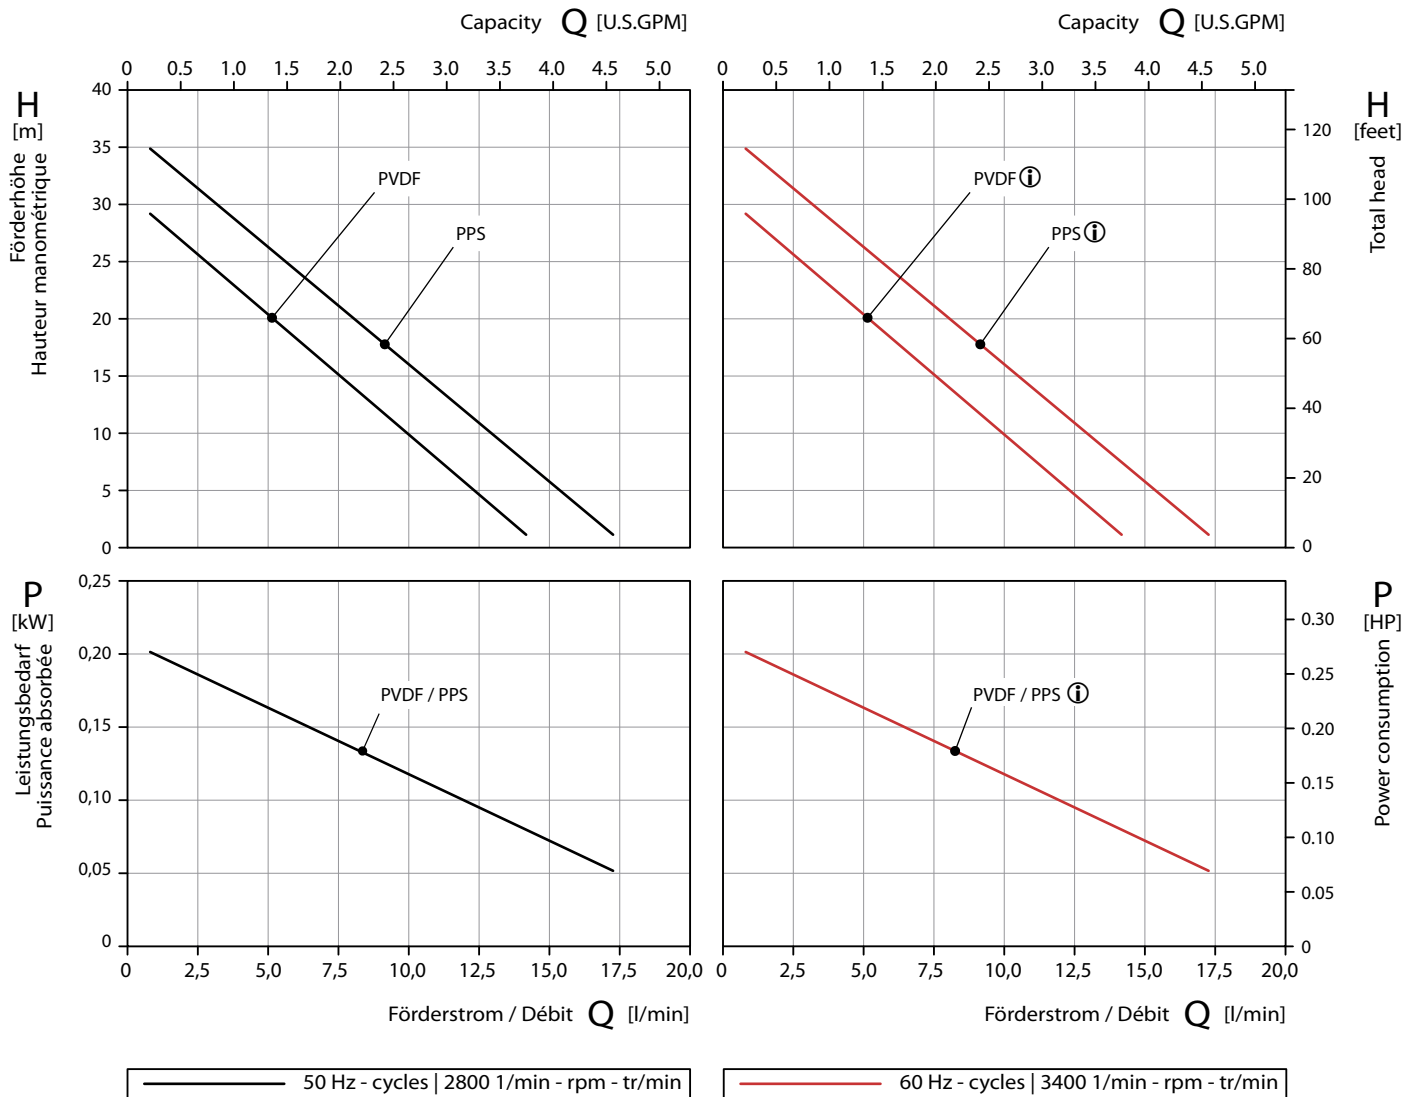 Capacity Q [U.S.GPM]
Capacity Q [U.S.GPM]
0 0.5 1.0 1.5 2.0 2.5 3.0 3.5 4.0 4.5 5.0
0 0.5 1.0 1.5 2.0 2.5 3.0 3.5 4.0 4.5 5.0
H
[m]
Förderhöhe
Hauteur manométrique
40
35
30
25
20
15
10
5
0
PVDF
PPS
PVDF i
PPS i
H
[feet]
Total head
120
100
80
60
40
20
0
P
[kW]
Leistungsbedarf
Puissance absorbée
0,25
0,20
0,15
0,10
0,05
0
PVDF / PPS
PVDF / PPS i
P
[HP]
Power consumption
0.30
0.25
0.20
0.15
0.10
0.05
0
0 2,5 5,0 7,5 10,0 12,5 15,0 17,5 20,0
0 2,5 5,0 7,5 10,0 12,5 15,0 17,5 20,0
Förderstrom / Débit Q [l/min]
Förderstrom / Débit Q [l/min]
50 Hz - cycles | 2800 1/min - rpm - tr/min
60 Hz - cycles | 3400 1/min - rpm - tr/min